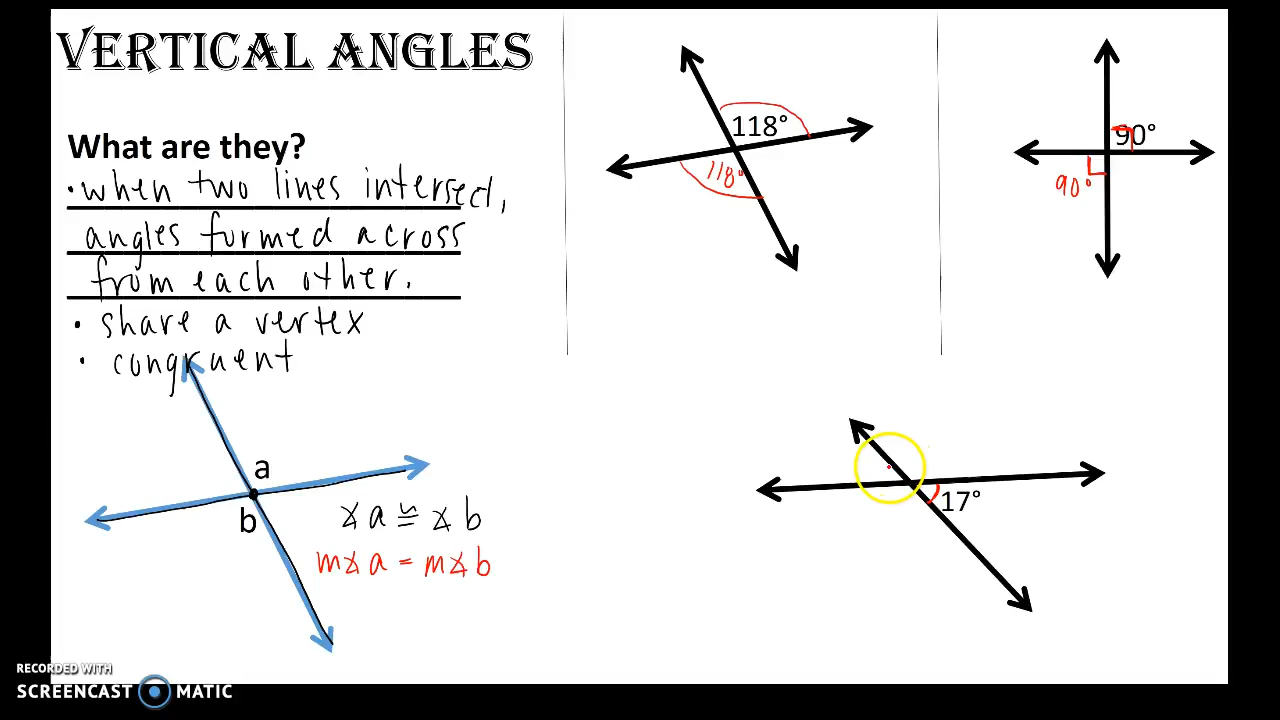 VERTICAL ANGLES
What are they?
• when two lines intersect,
angles formed across
from each other.
• share a vertex
• congruent
a
b
∡a ≅ ∡b
m∡a = m∡b
118°
118°
90°
90°
17°
RECORDED WITH
SCREENCAST MATIC